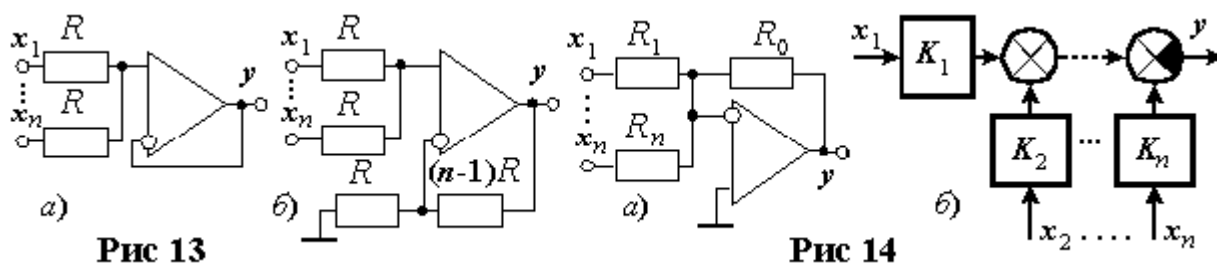 x1 R
xn R
y
а)
x1 R
xn R
y
R (n-1)R
б)
Рис 13
x1 R1 R0
xn Rn
y
а)
x1 K1 y
K2 ... Kn
б)
x2 .... xn
Рис 14